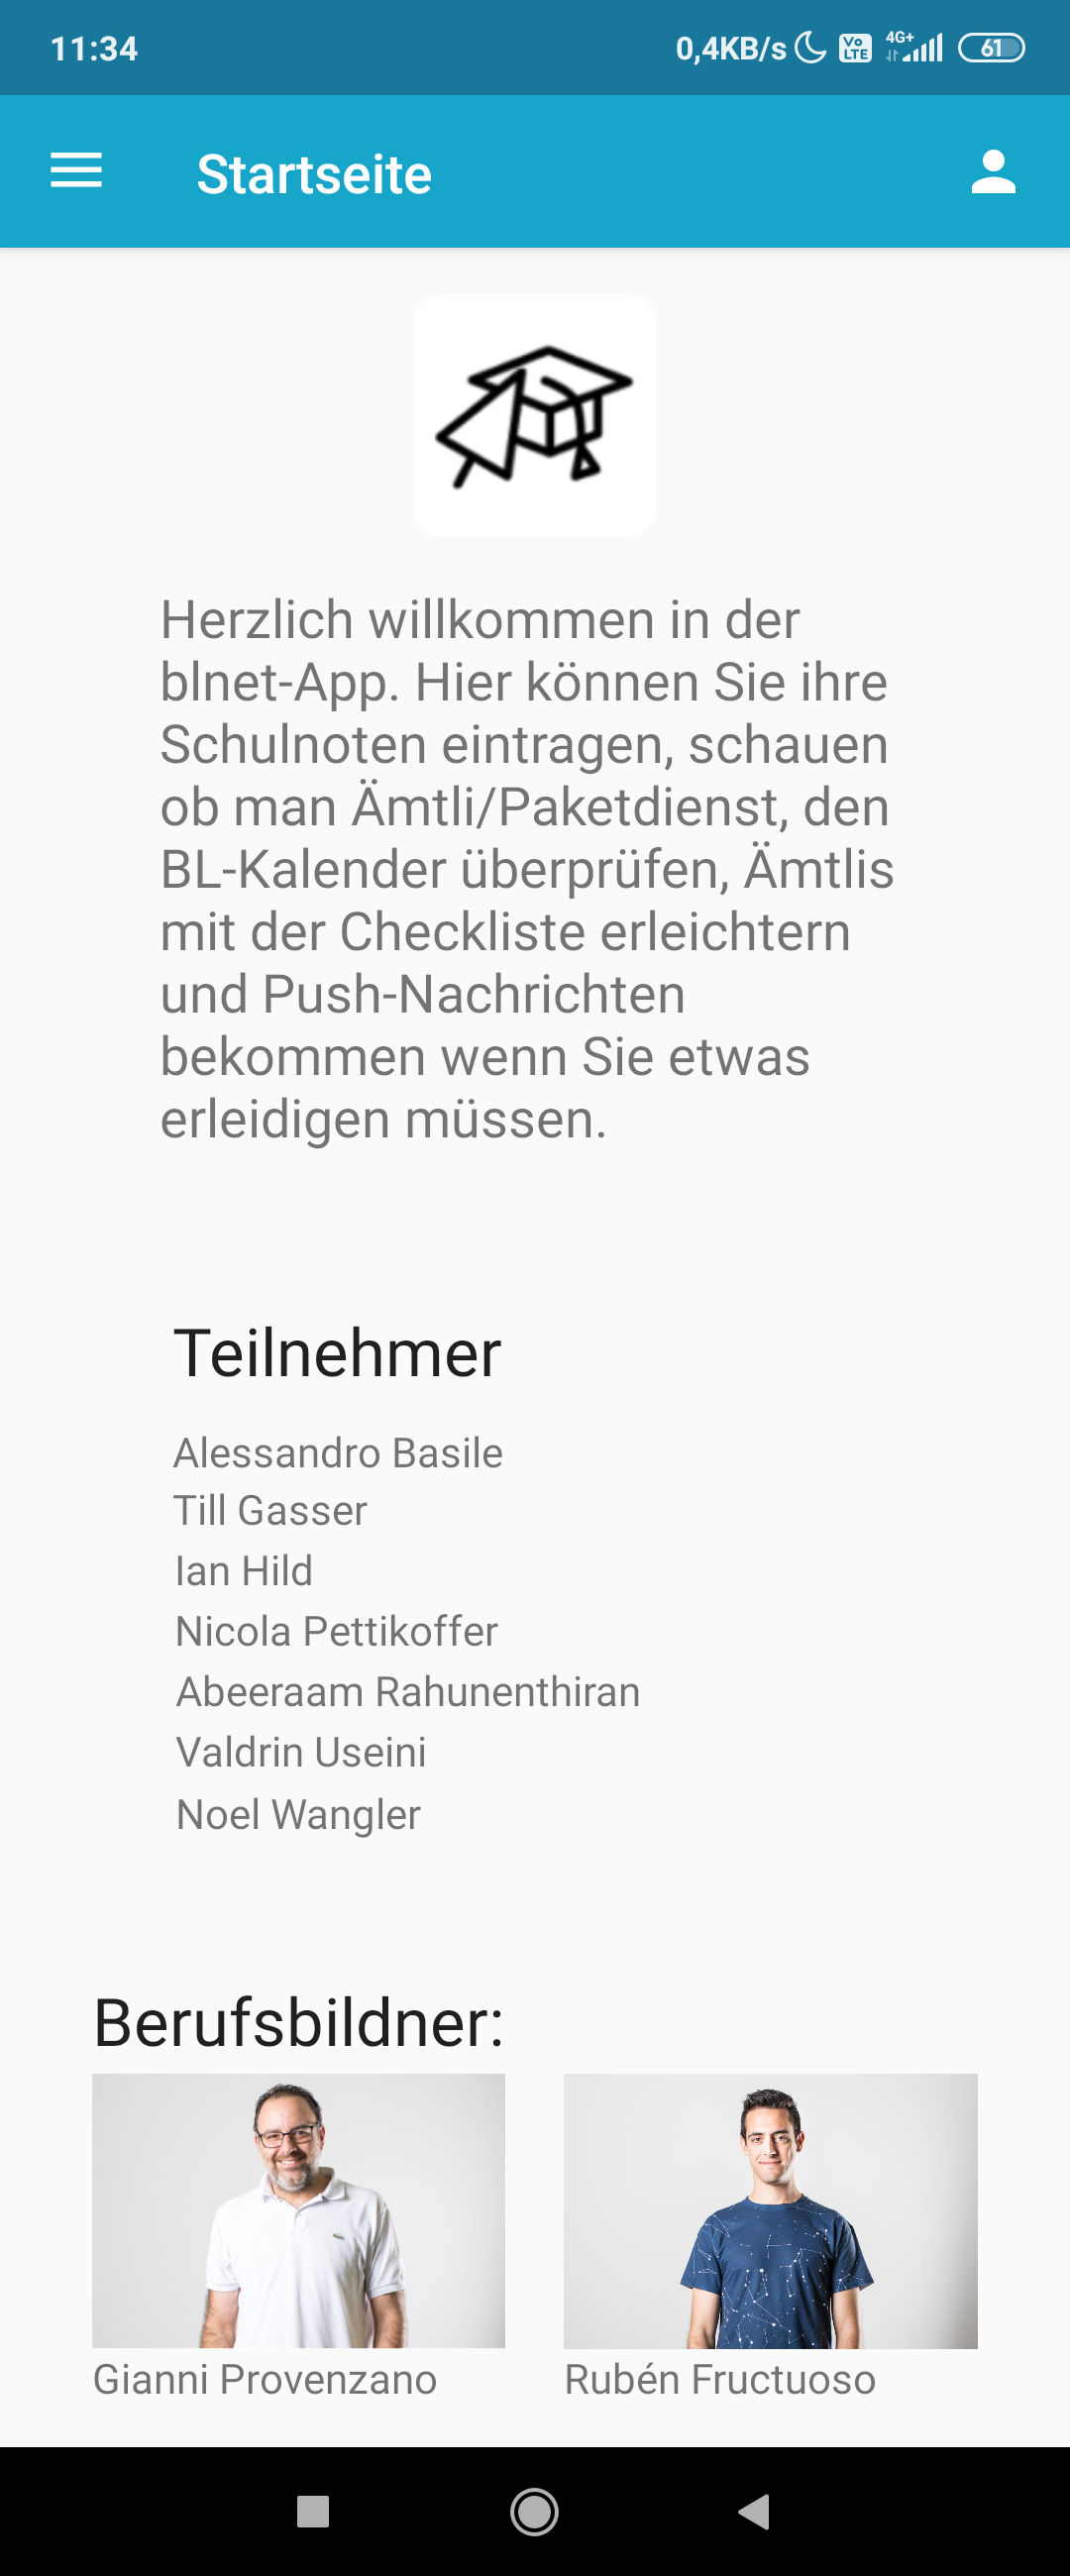 11:34
0,4KB/s Vo LTE 4G+ 61
Startseite
Herzlich willkommen in der
blnet-App. Hier können Sie ihre
Schulnoten eintragen, schauen
ob man Ämtli/Paketdienst, den
BL-Kalender überprüfen, Ämtlis
mit der Checkliste erleichtern
und Push-Nachrichten
bekommen wenn Sie etwas
erleidigen müssen.
Teilnehmer
Alessandro Basile
Till Gasser
Ian Hild
Nicola Pettikoffer
Abeeraam Rahunenthiran
Valdrin Useini
Noel Wangler
Berufsbildner:
Gianni Provenzano
Rubén Fructuoso